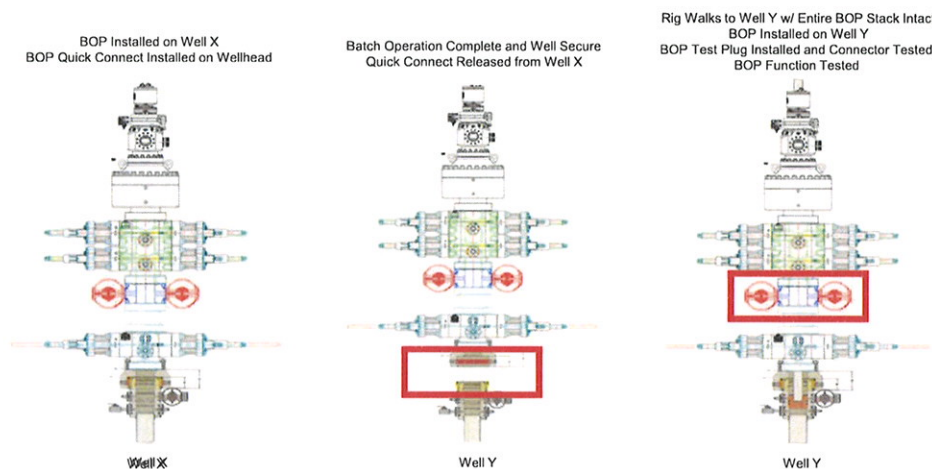 BOP Installed on Well X
BOP Quick Connect Installed on Wellhead
Batch Operation Complete and Well Secure
Quick Connect Released from Well X
Rig Walks to Well Y w/ Entire BOP Stack Intac
BOP Installed on Well Y
BOP Test Plug Installed and Connector Tested
BOP Function Tested
Well X
Well Y
Well Y